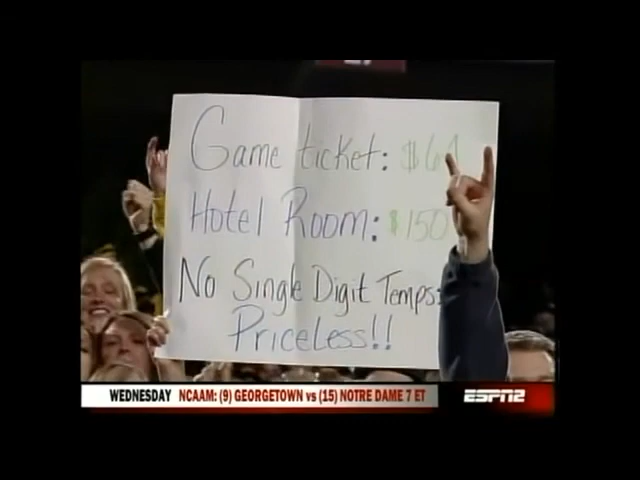 Game ticket: $64
Hotel Room: $150
No Single Digit Temps:
PriceLess!!
WEDNESDAY NCAAM: (9) GEORGETOWN vs (15) NOTRE DAME 7 ET
ESPN2